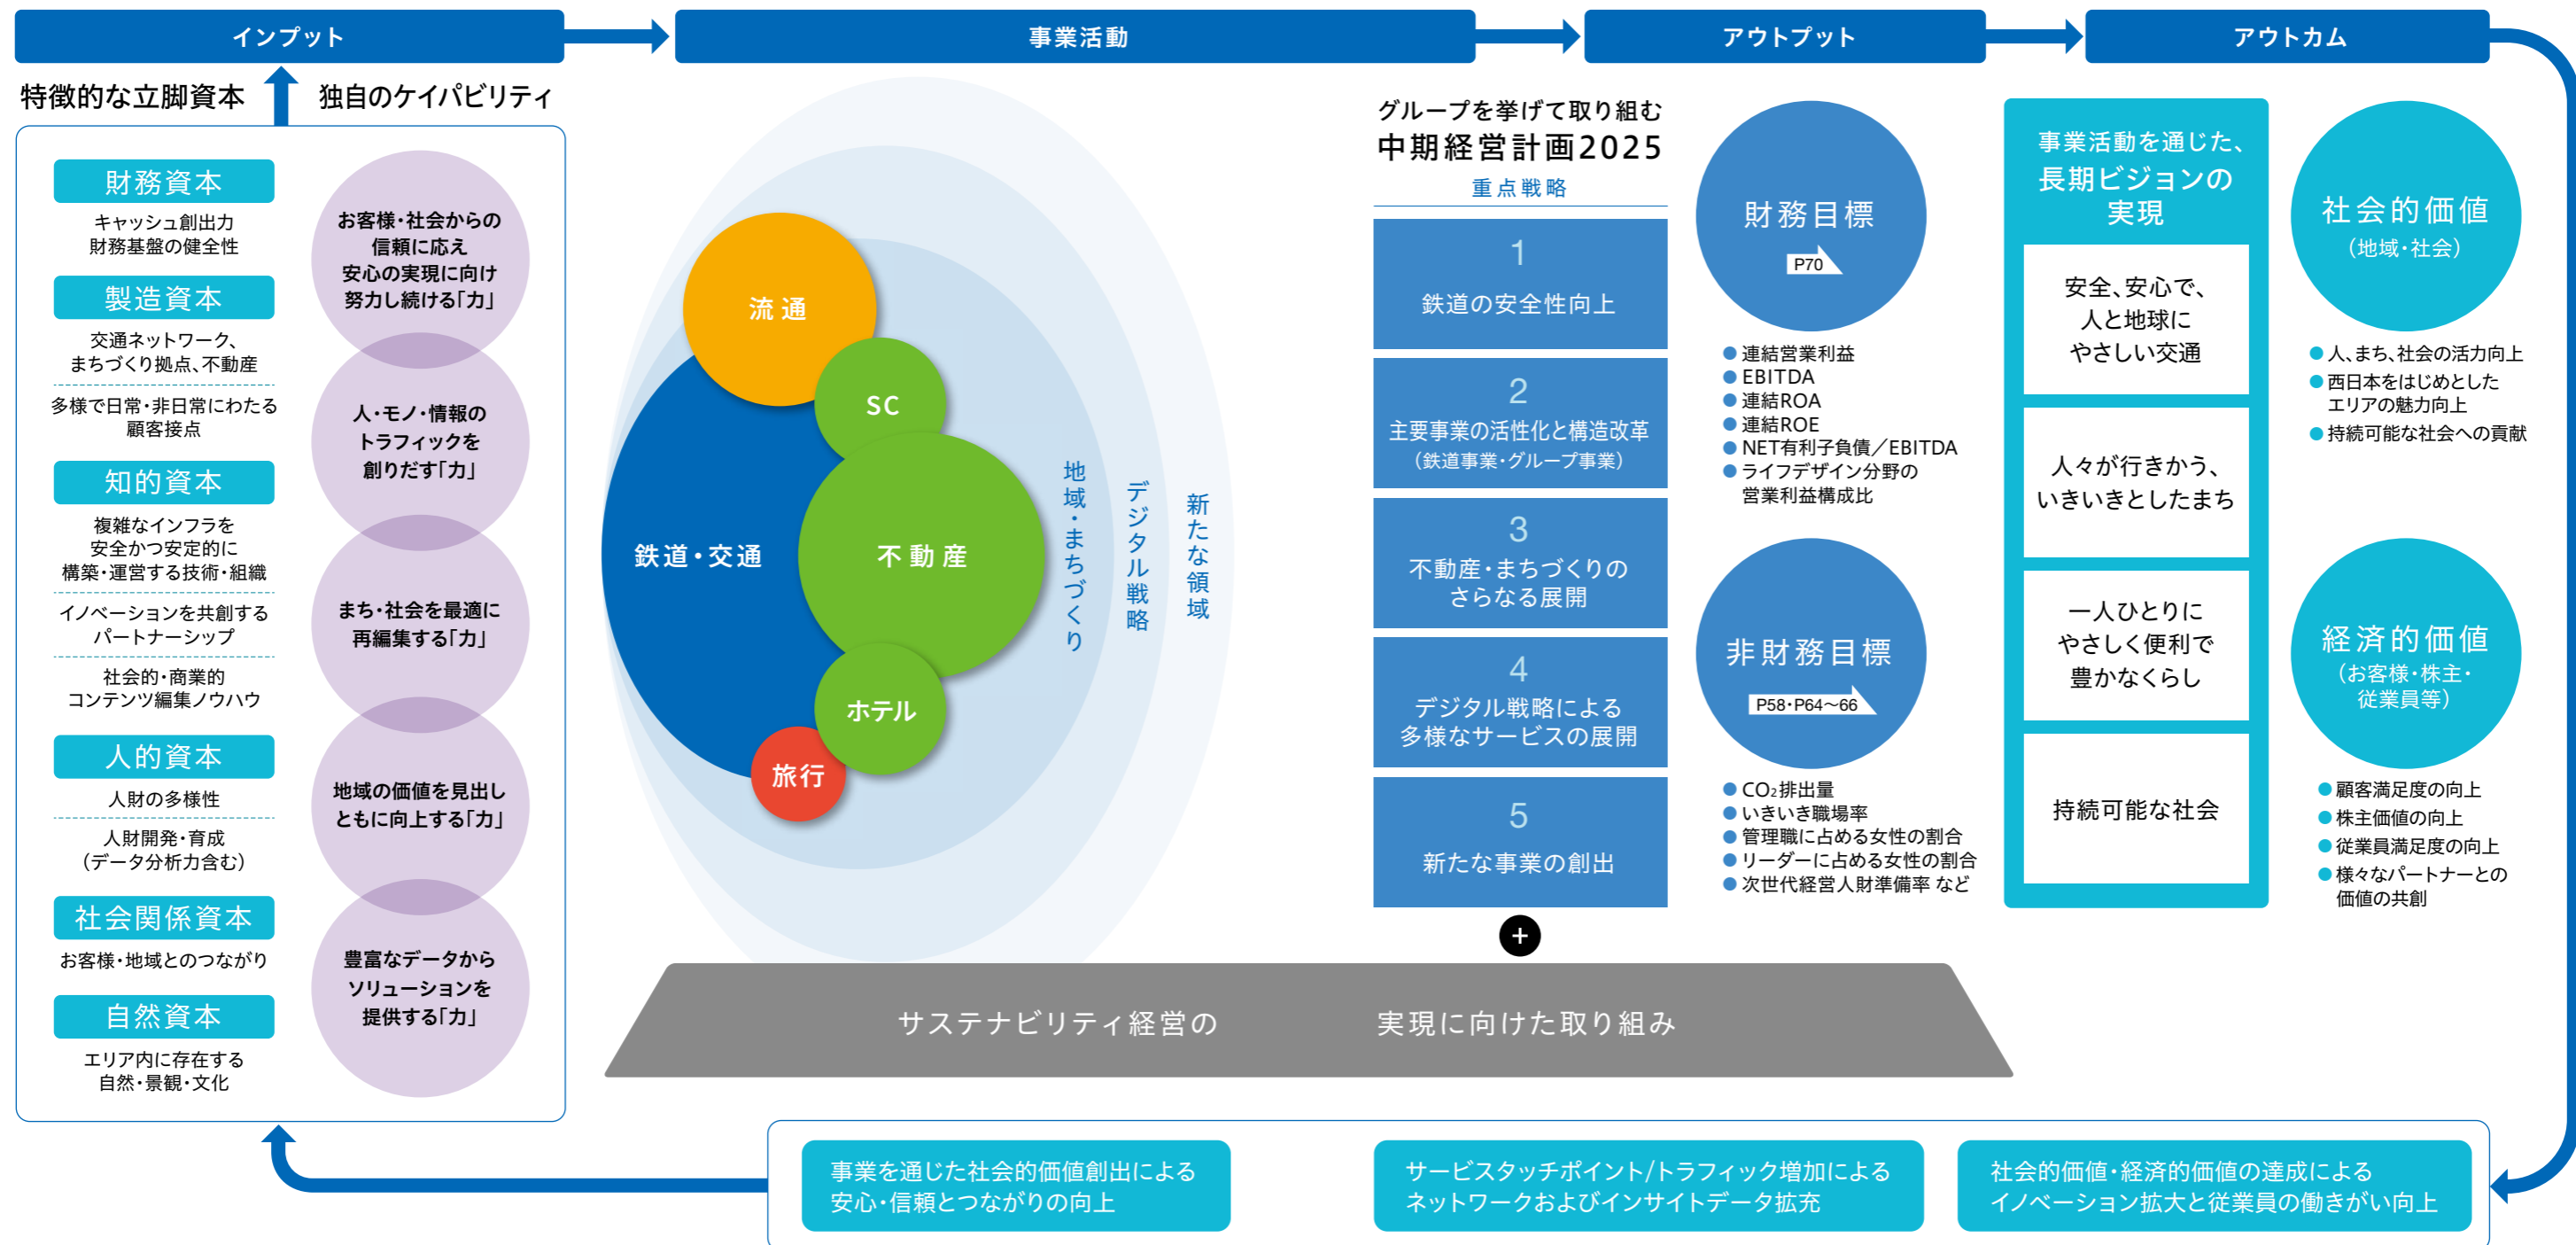 インプット
事業活動
アウトプット
アウトカム
特徴的な立脚資本
独自のケイパビリティ
財務資本
キャッシュ創出力
財務基盤の健全性
製造資本
交通ネットワーク、
まちづくり拠点、不動産
多様で日常・非日常にわたる
顧客接点
知的資本
複雑なインフラを
安全かつ安定的に
構築・運営する技術・組織
イノベーションを共創する
パートナーシップ
社会的・商業的
コンテンツ編集ノウハウ
人的資本
人財の多様性
人財開発・育成
（データ分析力含む）
社会関係資本
お客様・地域とのつながり
自然資本
エリア内に存在する
自然・景観・文化
お客様・社会からの
信頼に応え
安心の実現に向け
努力し続ける「力」
人・モノ・情報の
トラフィックを
創りだす「力」
まち・社会を最適に
再編集する「力」
地域の価値を見出し
ともに向上する「力」
豊富なデータから
ソリューションを
提供する「力」
流通
SC
鉄道・交通
不動産
ホテル
旅行
地域・まちづくり
デジタル戦略
新たな領域
グループを挙げて取り組む
中期経営計画2025
重点戦略
1
鉄道の安全性向上
2
主要事業の活性化と構造改革
（鉄道事業・グループ事業）
3
不動産・まちづくりの
さらなる展開
4
デジタル戦略による
多様なサービスの展開
5
新たな事業の創出
+
サステナビリティ経営の 実現に向けた取り組み
財務目標
P70
● 連結営業利益
● EBITDA
● 連結ROA
● 連結ROE
● NET有利子負債／EBITDA
● ライフデザイン分野の
営業利益構成比
非財務目標
P58・P64～66
● CO₂排出量
● いきいき職場率
● 管理職に占める女性の割合
● リーダーに占める女性の割合
● 次世代経営人財準備率 など
事業活動を通じた、
長期ビジョンの
実現
安全、安心で、
人と地球に
やさしい交通
人々が行きかう、
いきいきとしたまち
一人ひとりに
やさしく便利で
豊かなくらし
持続可能な社会
社会的価値
（地域・社会）
● 人、まち、社会の活力向上
● 西日本をはじめとした
エリアの魅力向上
● 持続可能な社会への貢献
経済的価値
（お客様・株主・
従業員等）
● 顧客満足度の向上
● 株主価値の向上
● 従業員満足度の向上
● 様々なパートナーとの
価値の共創
事業を通じた社会的価値創出による
安心・信頼とつながりの向上
サービスタッチポイント/トラフィック増加による
ネットワークおよびインサイトデータ拡充
社会的価値・経済的価値の達成による
イノベーション拡大と従業員の働きがい向上